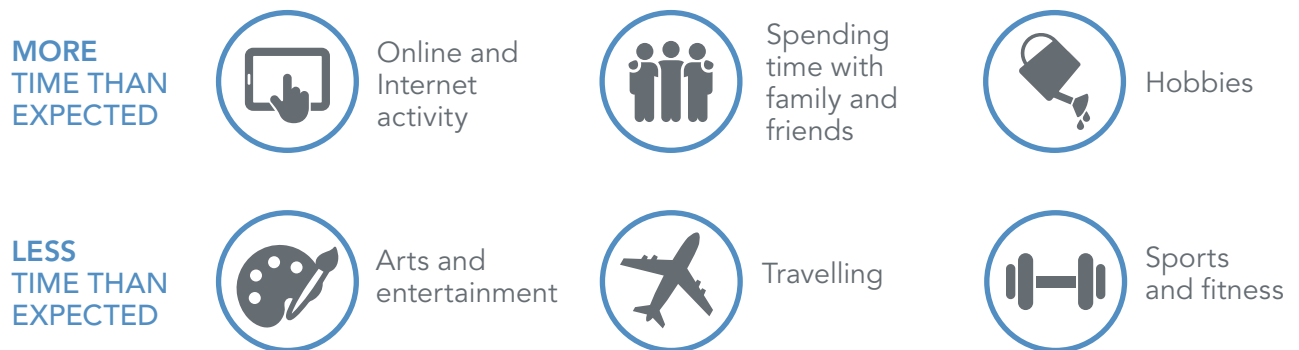 MORE
TIME THAN
EXPECTED
Online and
Internet
activity
Spending
time with
family and
friends
Hobbies
LESS
TIME THAN
EXPECTED
Arts and
entertainment
Travelling
Sports
and fitness